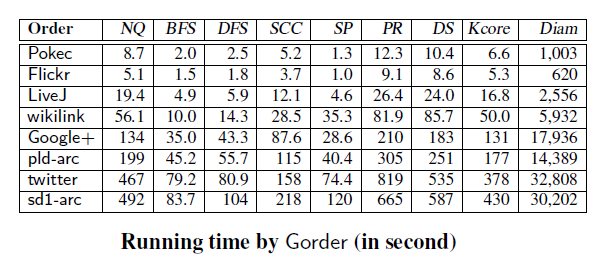 Order NQ BFS DFS SCC SP PR DS Kcore Diam
Pokec 8.7 2.0 2.5 5.2 1.3 12.3 10.4 6.6 1,003
Flickr 5.1 1.5 1.8 3.7 1.0 9.1 8.6 5.3 620
LiveJ 19.4 4.9 5.9 12.1 4.6 26.4 24.0 16.8 2,556
wikilink 56.1 10.0 14.3 28.5 35.3 81.9 85.7 50.0 5,932
Google+ 134 35.0 43.3 87.6 28.6 210 183 131 17,936
pld-arc 199 45.2 55.7 115 40.4 305 251 177 14,389
twitter 467 79.2 80.9 158 74.4 819 535 378 32,808
sd1-arc 492 83.7 104 218 120 665 587 430 30,202
Running time by Gorder (in second)